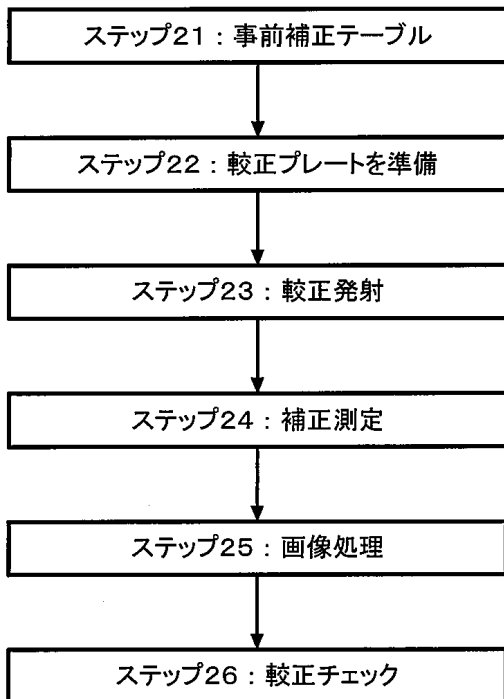 ステップ21：事前補正テーブル
ステップ22：較正プレートを準備
ステップ23：較正発射
ステップ24：補正測定
ステップ25：画像処理
ステップ26：較正チェック